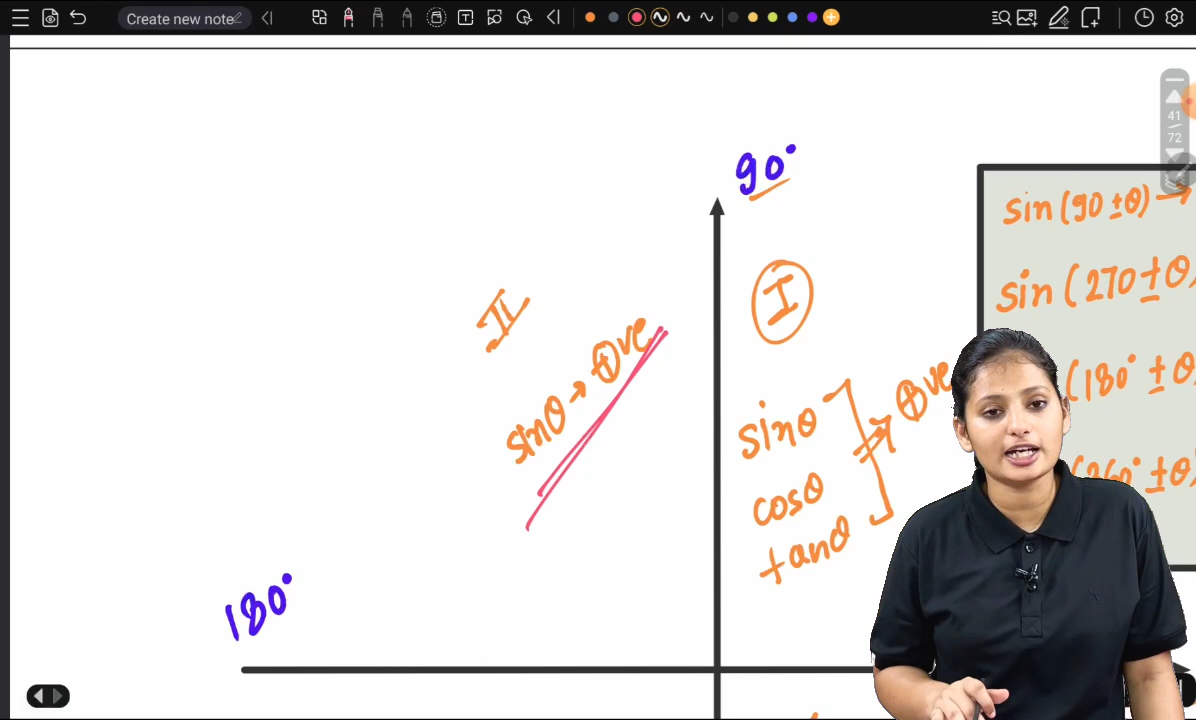 Create new note
41
72
90°
sin (90 ± θ) →
I
II
sin (270 ± θ)
sinθ → ⊕ve
(180° ± θ
sinθ
⊕ve
cosθ
(360° ± θ
tanθ
180°